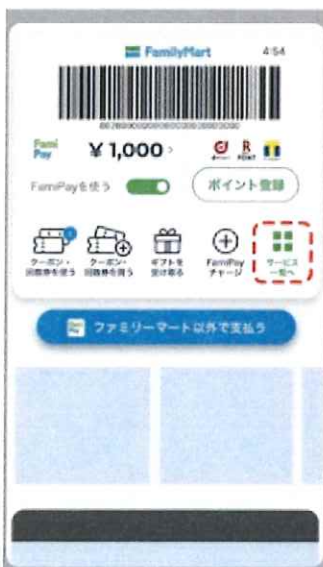 FamilyMart 4:54
Fami
Pay
¥1,000 >
POINT
FamiPayを使う
ポイント登録
クーポン・
回数券を使う
クーポン・
回数券を買う
ギフトを
受け取る
FamiPay
チャージ
サービス
一覧へ
ファミリーマート以外で支払う